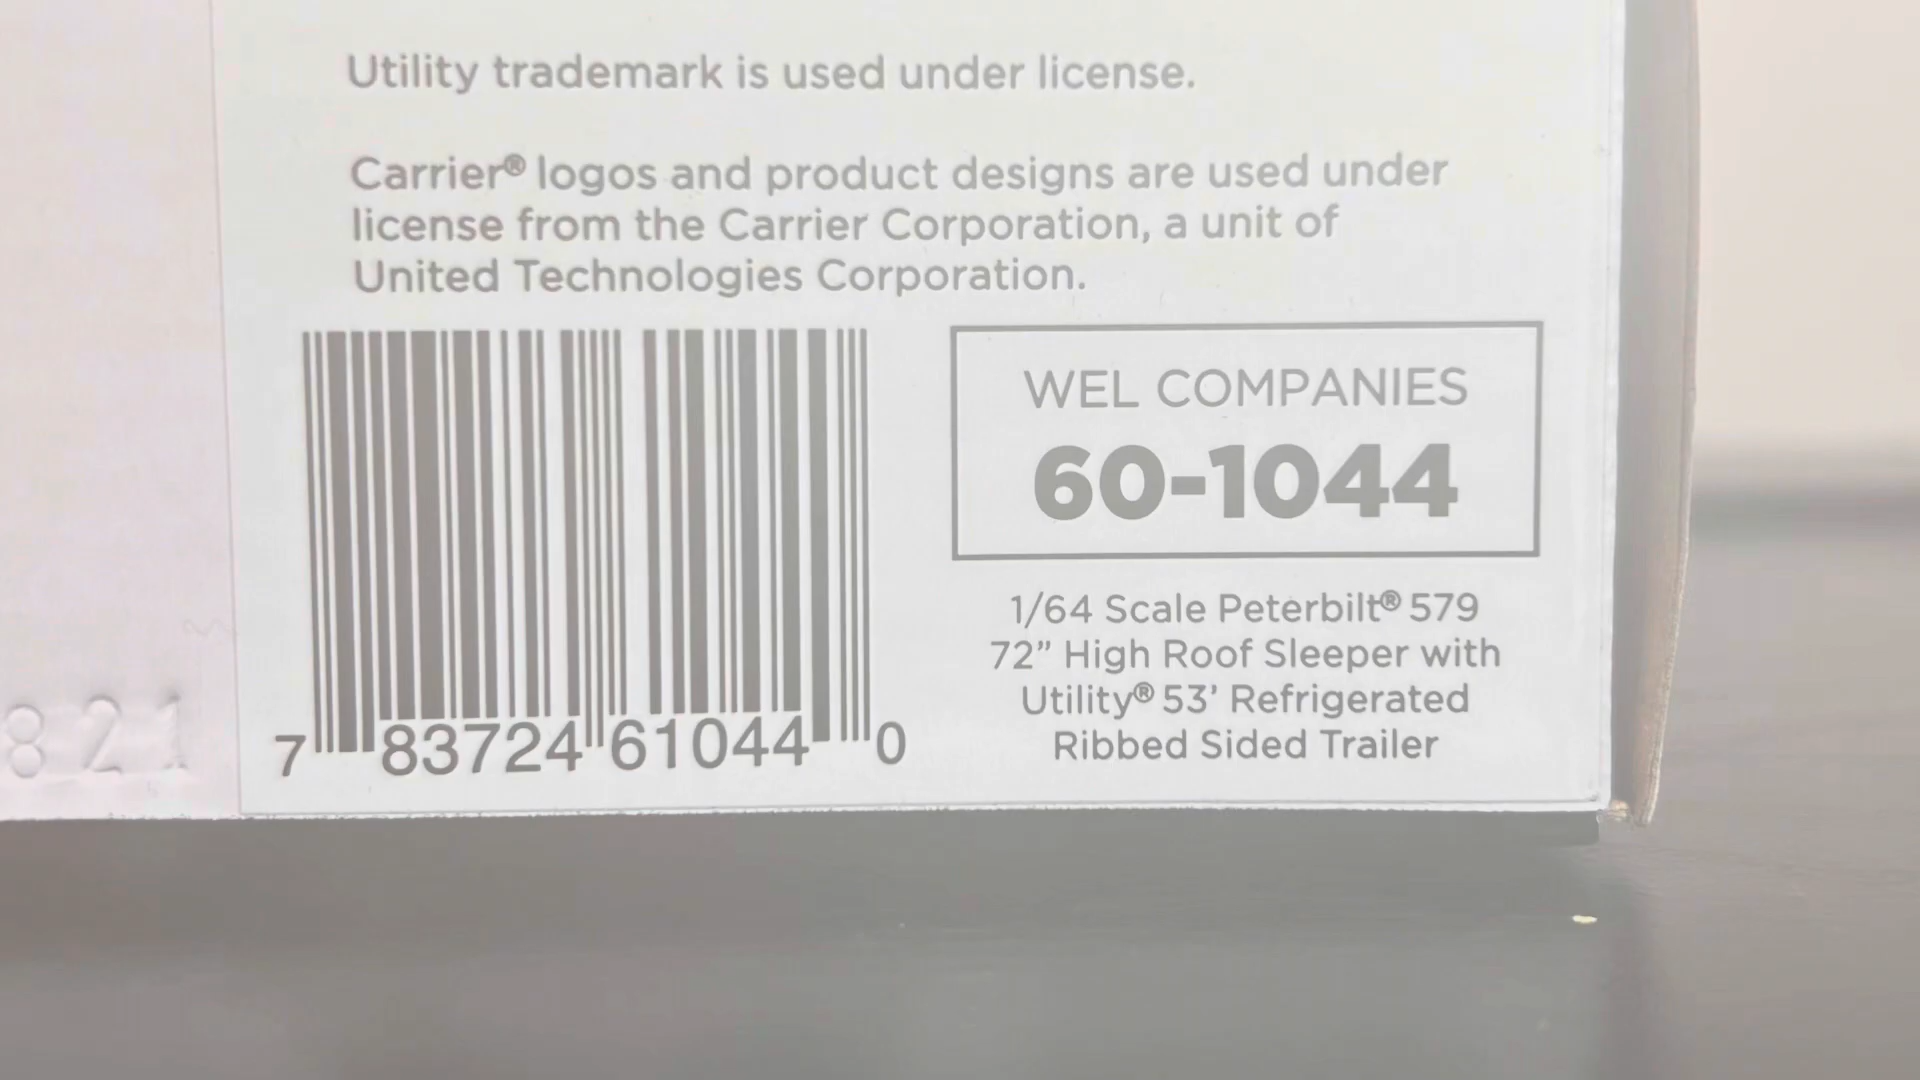 Utility trademark is used under license.
Carrier® logos and product designs are used under
license from the Carrier Corporation, a unit of
United Technologies Corporation.
WEL COMPANIES
60-1044
1/64 Scale Peterbilt® 579
72” High Roof Sleeper with
Utility® 53’ Refrigerated
Ribbed Sided Trailer
7 83724 61044 0
821